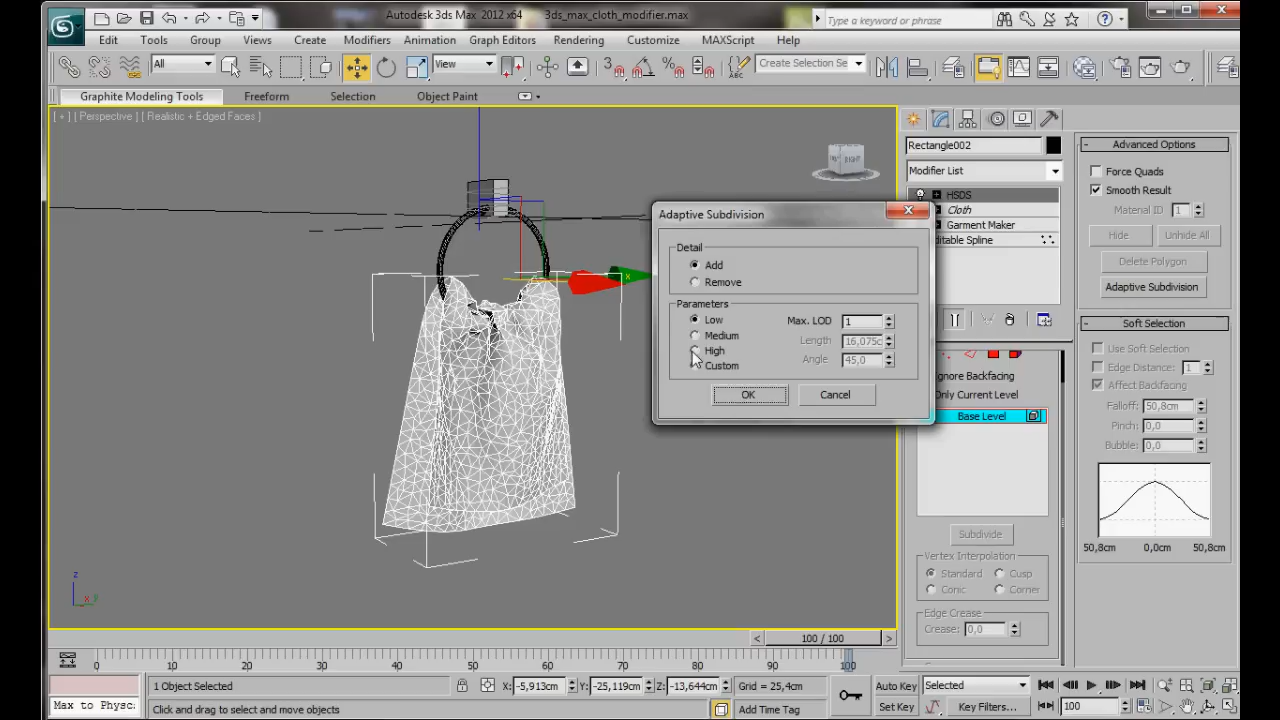 Autodesk 3ds Max 2012 x64 3ds_max_cloth_modifier.max
Type a keyword or phrase
Edit Tools Group Views Create Modifiers Animation Graph Editors Rendering Customize MAXScript Help
All View 3 % Create Selection Se
Graphite Modeling Tools Freeform Selection Object Paint
[ + ] [ Perspective ] [ Realistic + Edged Faces ]
RIGHT
x
z
x y
Rectangle002
Modifier List
HSDS
Cloth
Garment Maker
ditable Spline
- Advanced Options
Force Quads
Smooth Result
Material ID 1
Hide Unhide All
Delete Polygon
Adaptive Subdivision
Adaptive Subdivision
Detail
Add
Remove
Parameters
Low Max. LOD 1
Medium Length 16,075c
High
Custom Angle 45,0
OK Cancel
Ignore Backfacing
Only Current Level
Base Level
Subdivide
Vertex Interpolation
Standard Cusp
Conic Corner
Edge Crease
Crease: 0,0
- Soft Selection
Use Soft Selection
Edge Distance: 1
Affect Backfacing
Falloff: 50,8cm
Pinch: 0,0
Bubble: 0,0
50,8cm 0,0cm 50,8cm
< 100 / 100 >
0 10 20 30 40 50 60 70 80 90 100
1 Object Selected X: -5,913cm Y: -25,119cm Z: -13,644cm Grid = 25,4cm Auto Key Selected
Max to Physc Click and drag to select and move objects Add Time Tag Set Key Key Filters... 100